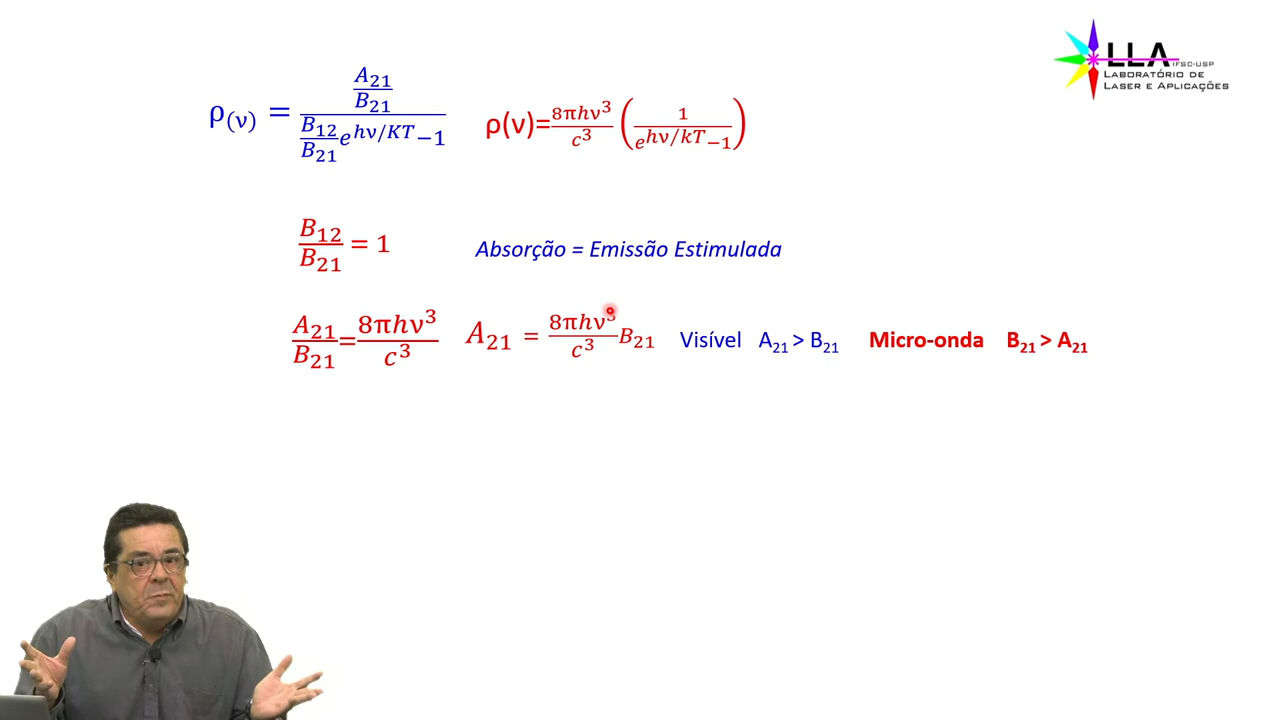 LLA IFSC-USP
LABORATÓRIO DE
LASER E APLICAÇÕES
ρ(ν) = (A₂₁/B₂₁) / ((B₁₂/B₂₁) e^(hν/KT) − 1)
ρ(ν)= (8πhν³/c³) (1/(e^(hν/kT) − 1))
B₁₂/B₂₁ = 1
Absorção = Emissão Estimulada
A₂₁/B₂₁ = 8πhν³/c³
A₂₁ = (8πhν³/c³) B₂₁
Visível A₂₁ > B₂₁
Micro-onda B₂₁ > A₂₁